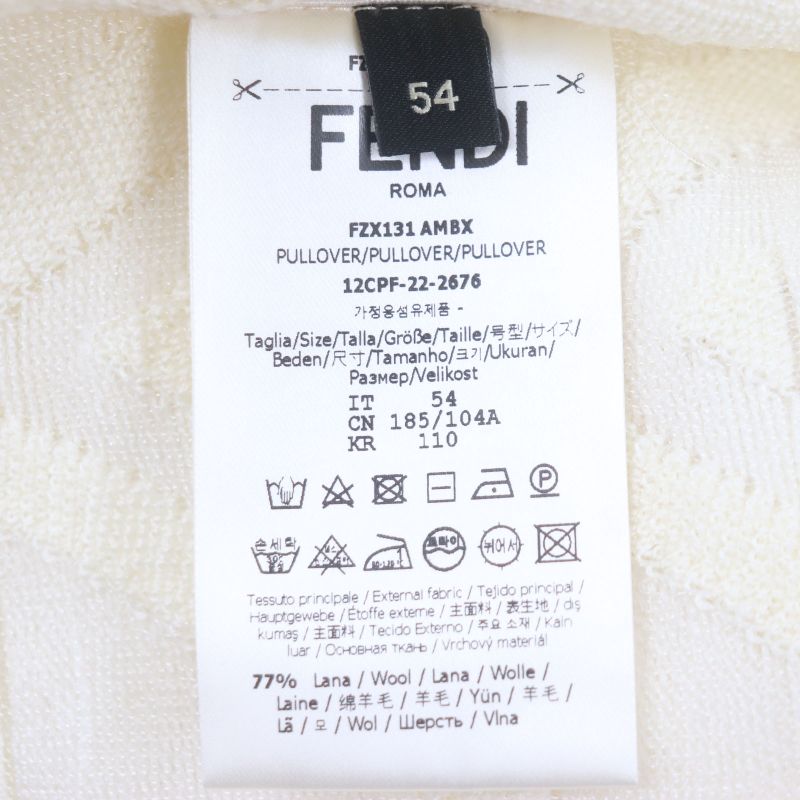 54
FENDI
ROMA
FZX131 AMBX
PULLOVER/PULLOVER/PULLOVER
12CPF-22-2676
가정용섬유제품 -
Taglia/Size/Talla/Größe/Taille/号型/サイズ/
Beden/尺寸/Tamanho/크기/Ukuran/
Размер/Velikost
IT 54
CN 185/104A
KR 110
P
손세탁
뉘어서
Tessuto principale / External fabric / Tejido principal /
Hauptgewebe / Étoffe externe / 主面料 / 表生地 / dış
kumaş / 主面料 / Tecido Externo / 주요 소재 / Kain
luar / Основная ткань / Vrchový materiál
77% Lana / Wool / Lana / Wolle /
Laine / 绵羊毛 / 羊毛 / Yün / 羊毛 /
Lã / 모 / Wol / Шерсть / Vlna